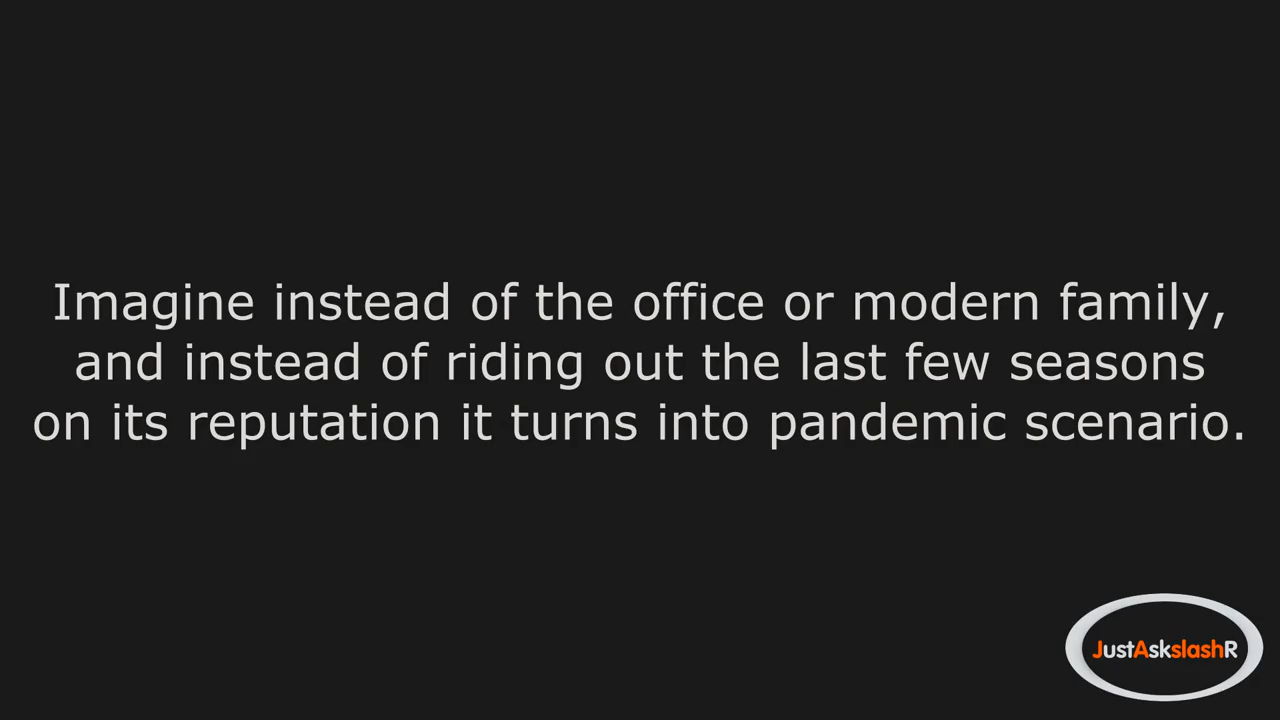 Imagine instead of the office or modern family,
and instead of riding out the last few seasons
on its reputation it turns into pandemic scenario.
JustAskslashR